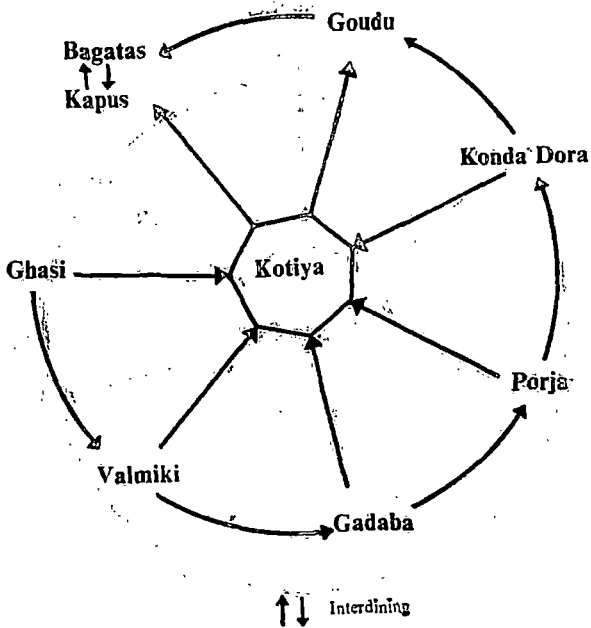 Goudu
Bagatas
Kapus
Konda Dora
Kotiya
Ghasi
Porja
Valmiki
Gadaba
Interdining